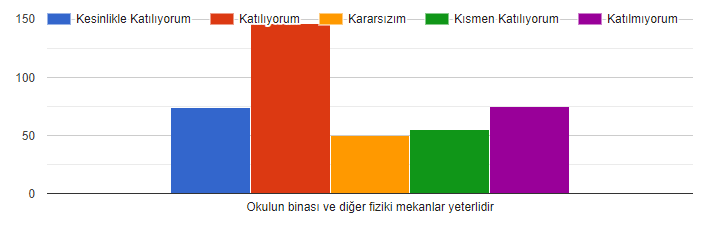 150 Kesinlikle Katılıyorum Katılıyorum Kararsızım Kısmen Katılıyorum Katılmıyorum
100
50
0
Okulun binası ve diğer fiziki mekanlar yeterlidir